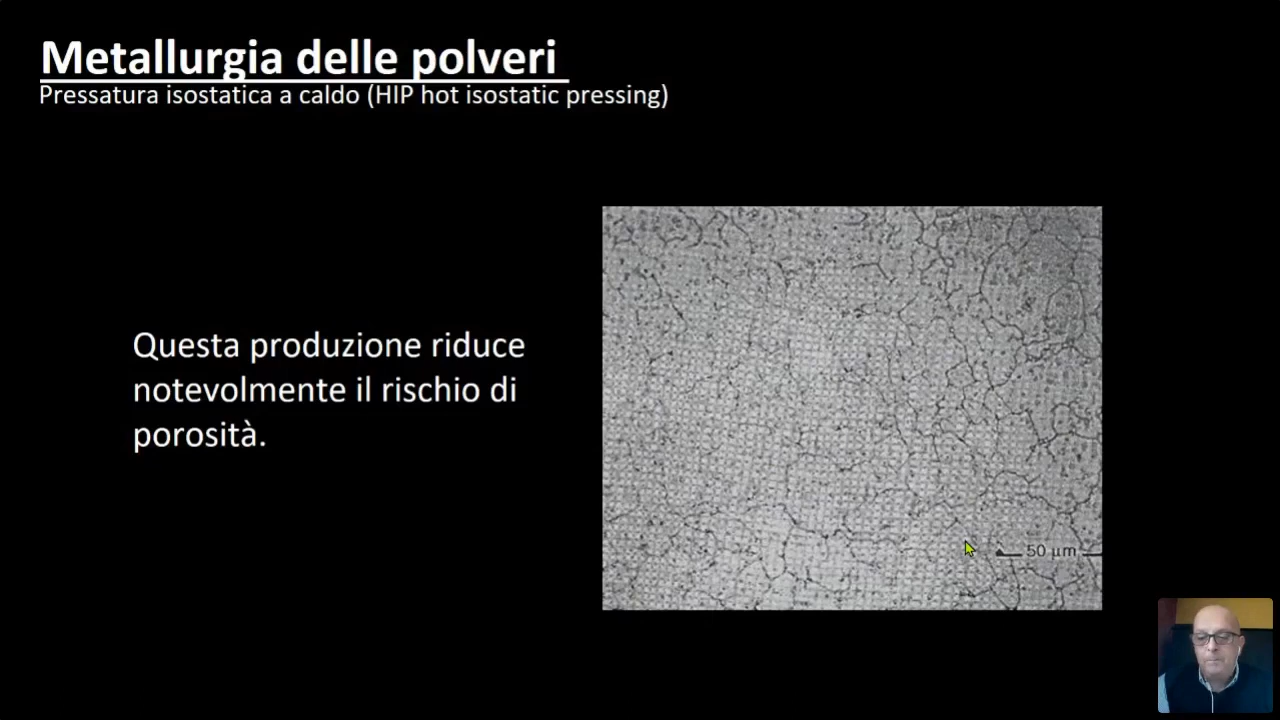 Metallurgia delle polveri
Pressatura isostatica a caldo (HIP hot isostatic pressing)
Questa produzione riduce
notevolmente il rischio di
porosità.
50 µm